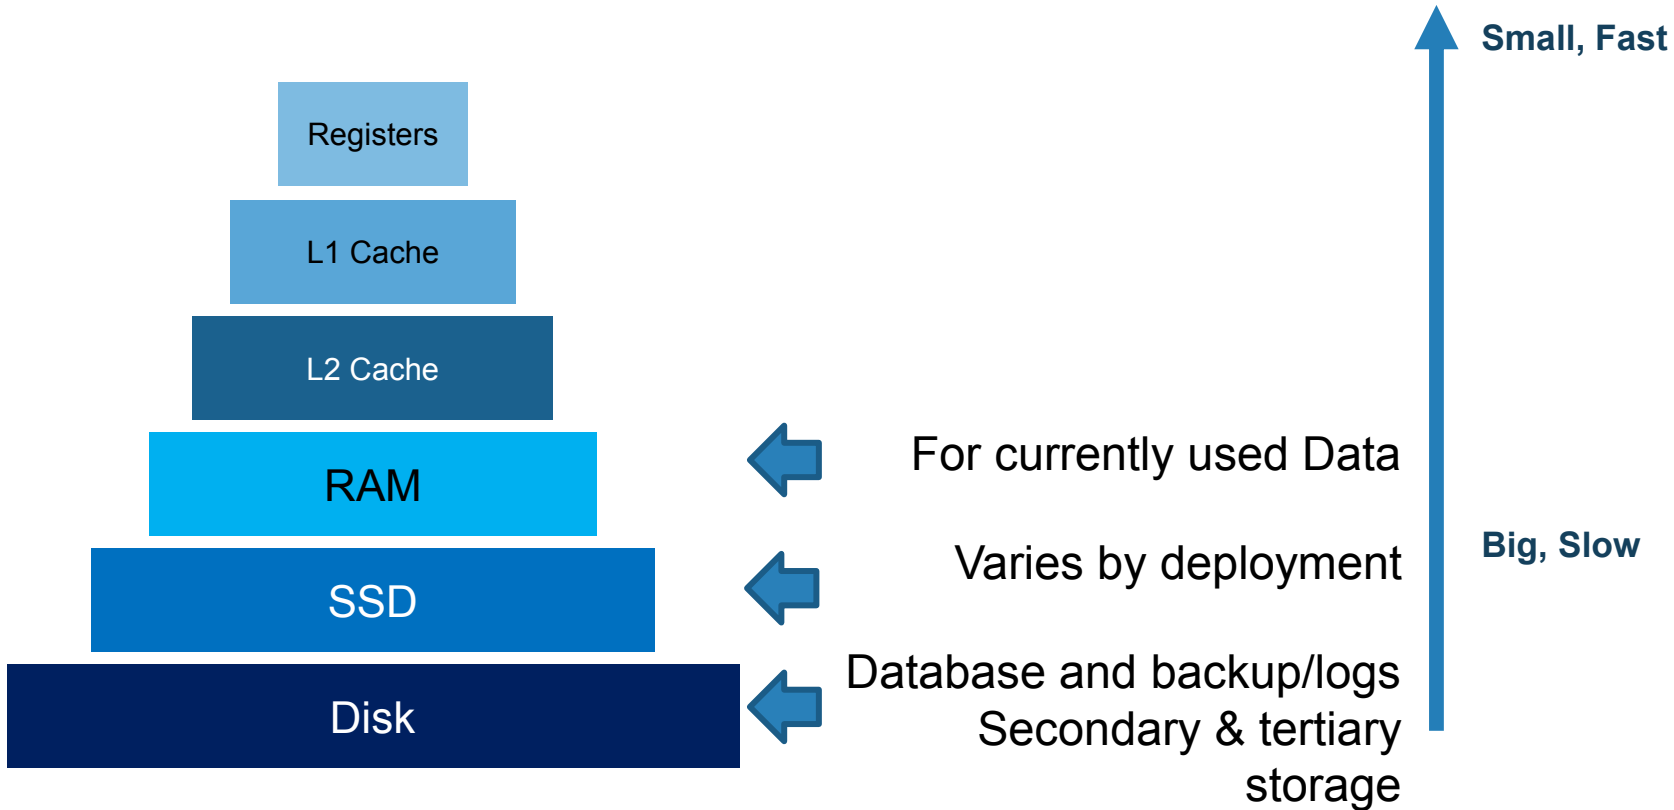 Small, Fast
Registers
L1 Cache
L2 Cache
RAM
For currently used Data
SSD
Varies by deployment
Big, Slow
Disk
Database and backup/logs
Secondary & tertiary
storage